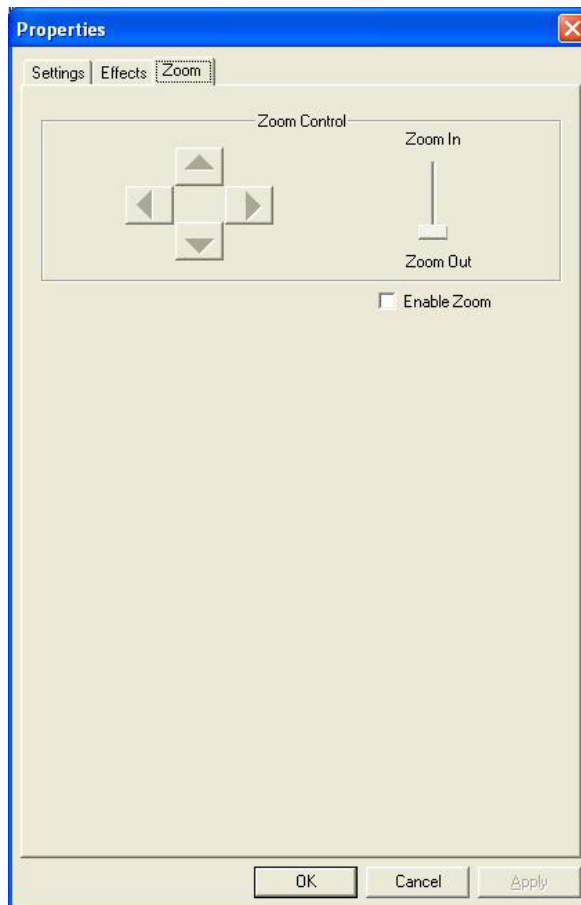 Properties
Settings Effects Zoom
Zoom Control
Zoom In
Zoom Out
Enable Zoom
OK Cancel Apply